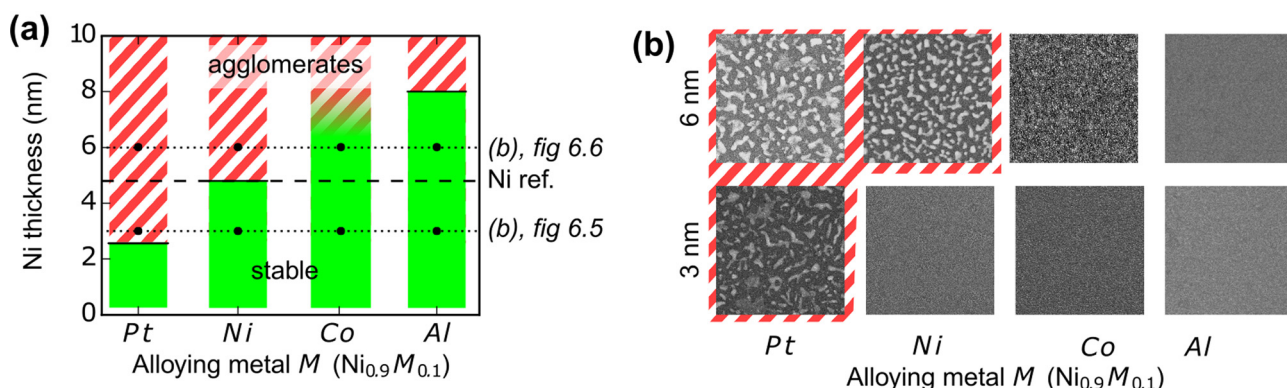 (a)
10
8
6
4
2
0
Ni thickness (nm)
agglomerates
stable
(b), fig 6.6
Ni ref.
(b), fig 6.5
Pt Ni Co Al
Alloying metal M (Ni0.9M0.1)
(b)
6 nm
3 nm
Pt Ni Co Al
Alloying metal M (Ni0.9M0.1)